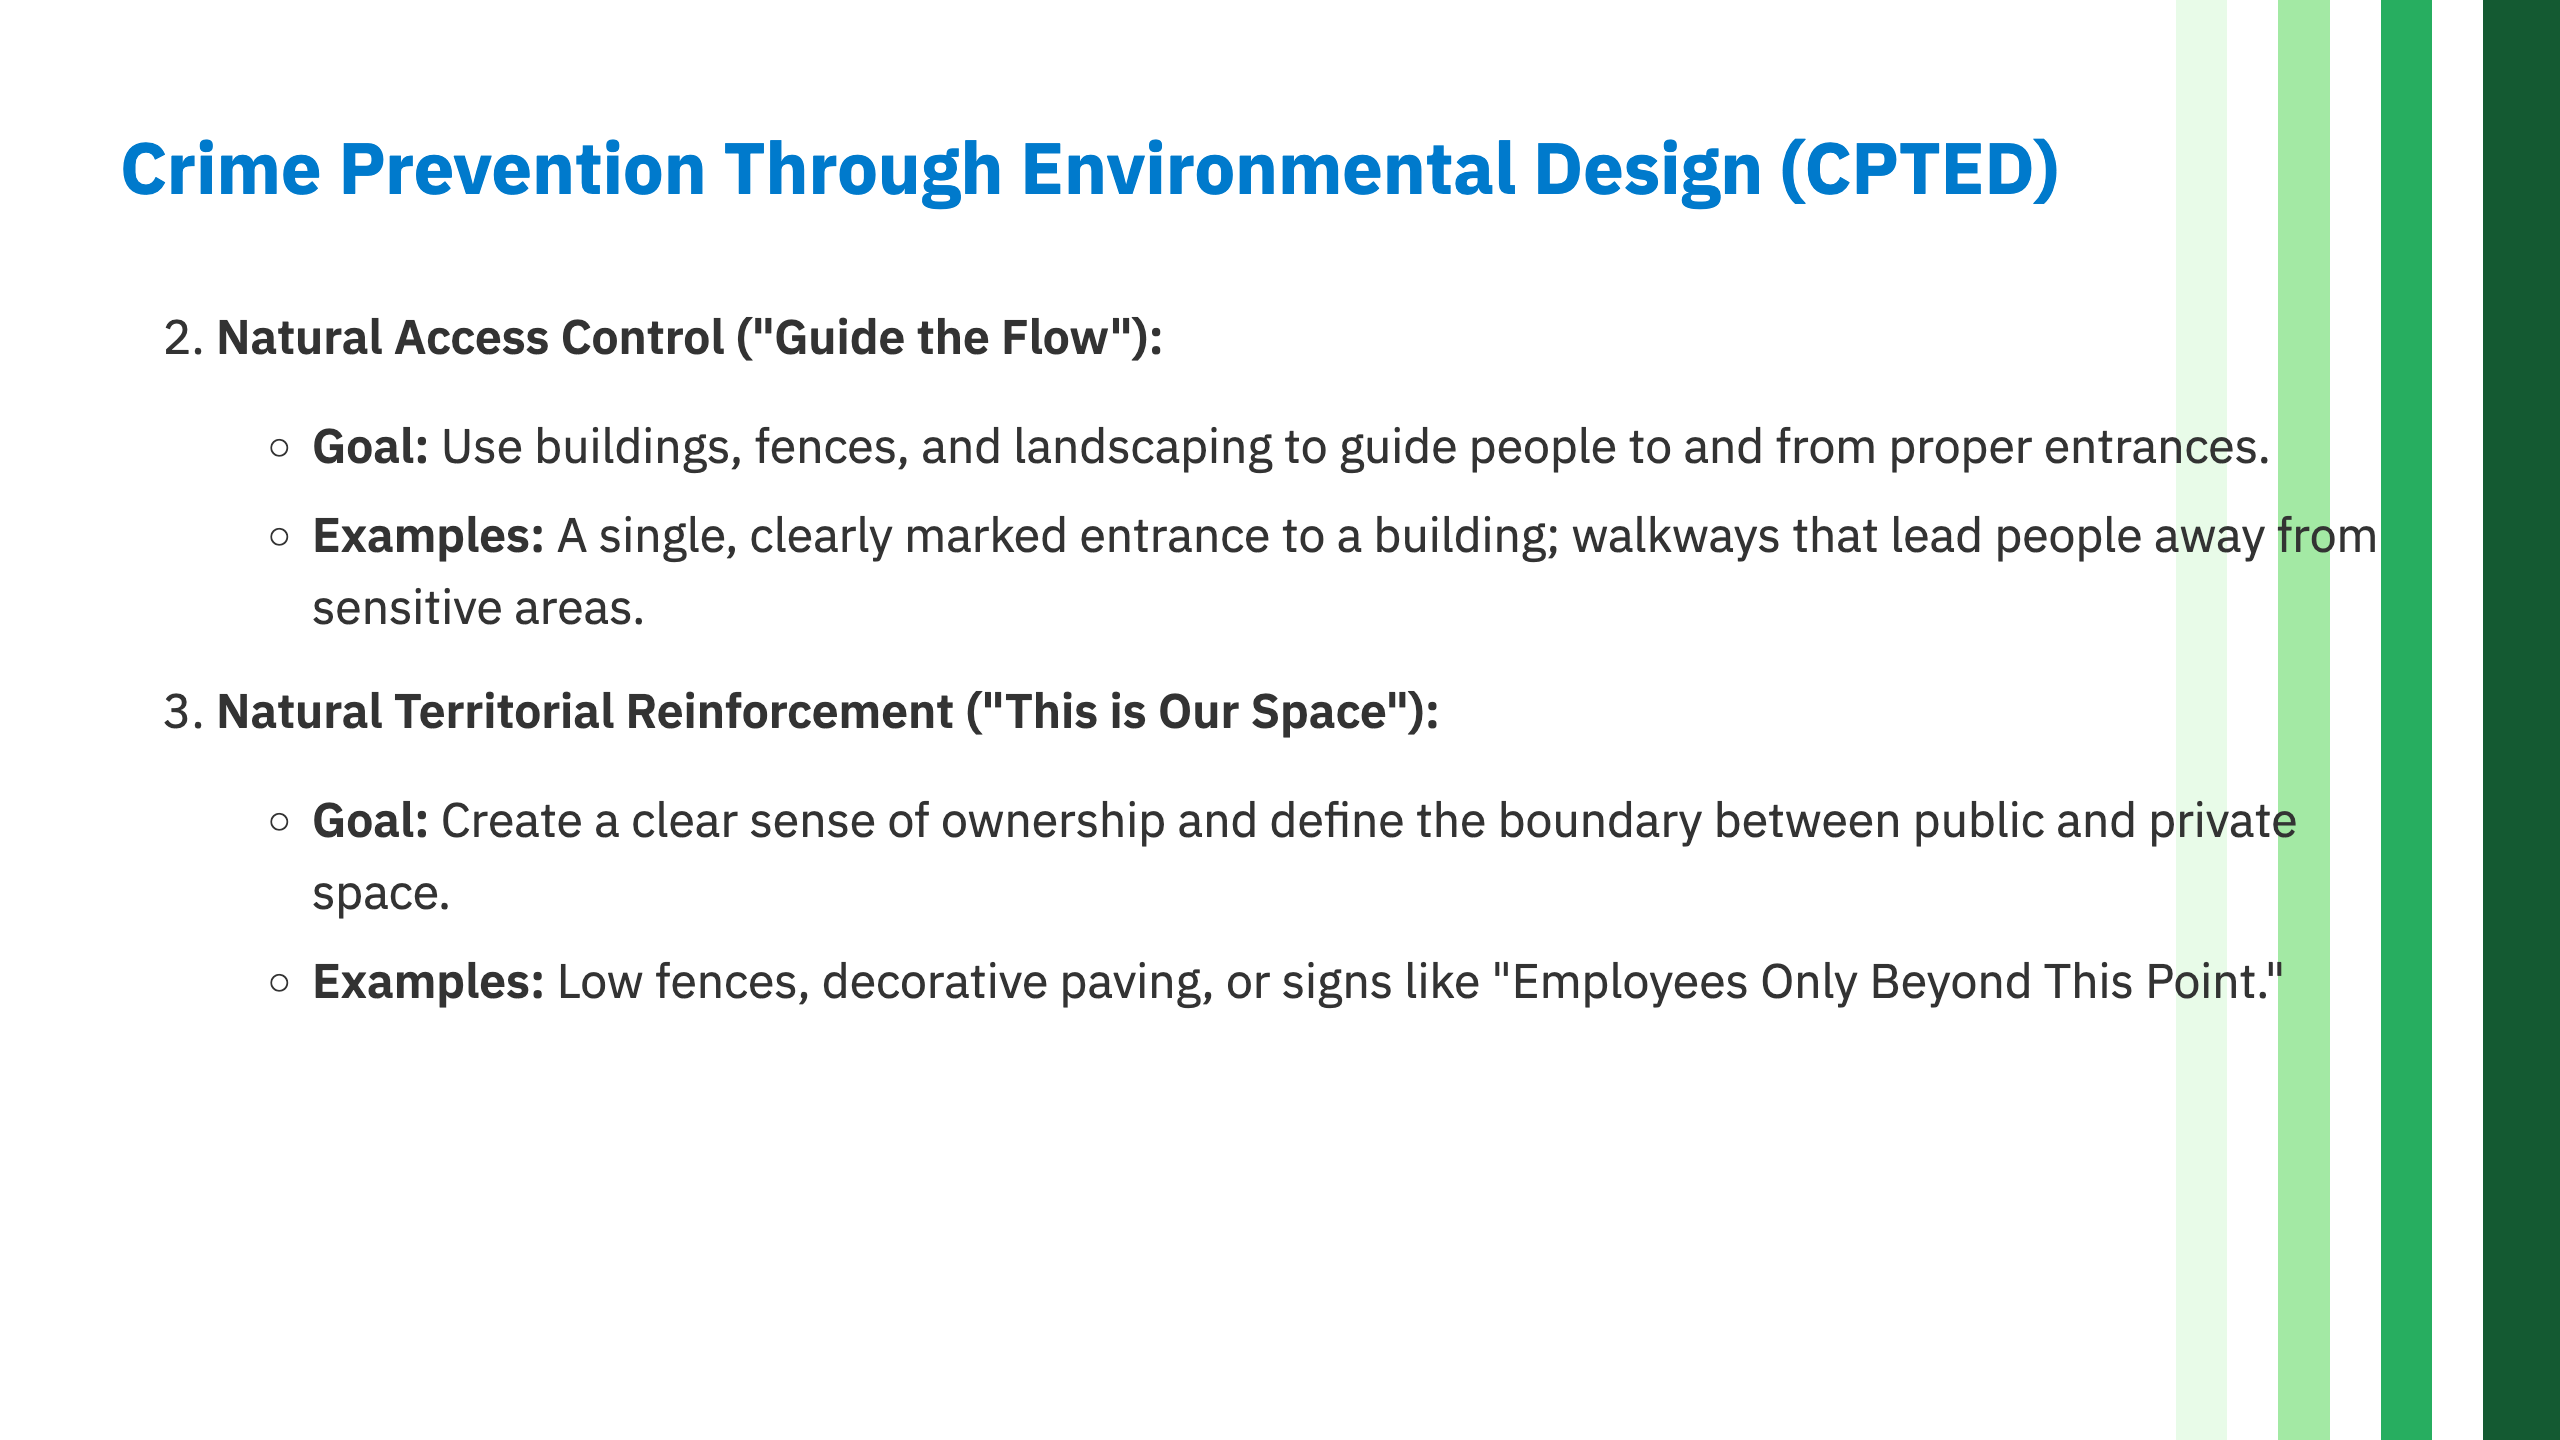 Crime Prevention Through Environmental Design (CPTED)
2. Natural Access Control ("Guide the Flow"):
○ Goal: Use buildings, fences, and landscaping to guide people to and from proper entrances.
○ Examples: A single, clearly marked entrance to a building; walkways that lead people away from
sensitive areas.
3. Natural Territorial Reinforcement ("This is Our Space"):
○ Goal: Create a clear sense of ownership and define the boundary between public and private
space.
○ Examples: Low fences, decorative paving, or signs like "Employees Only Beyond This Point."